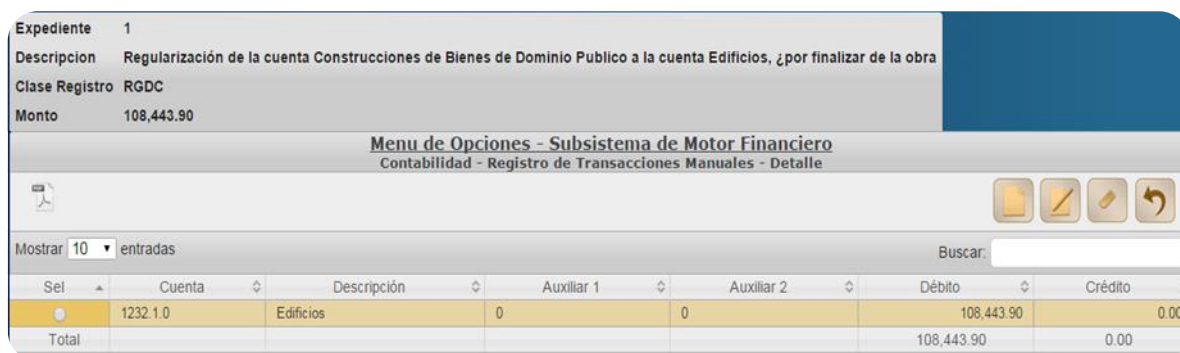 Expediente 1
Descripcion Regularización de la cuenta Construcciones de Bienes de Dominio Publico a la cuenta Edificios, ¿por finalizar de la obra
Clase Registro RGDC
Monto 108,443.90
Menu de Opciones - Subsistema de Motor Financiero
Contabilidad - Registro de Transacciones Manuales - Detalle
Mostrar 10 entradas Buscar:
Sel Cuenta Descripción Auxiliar 1 Auxiliar 2 Débito Crédito
1232.1.0 Edificios 0 0 108,443.90 0.00
Total 108,443.90 0.00